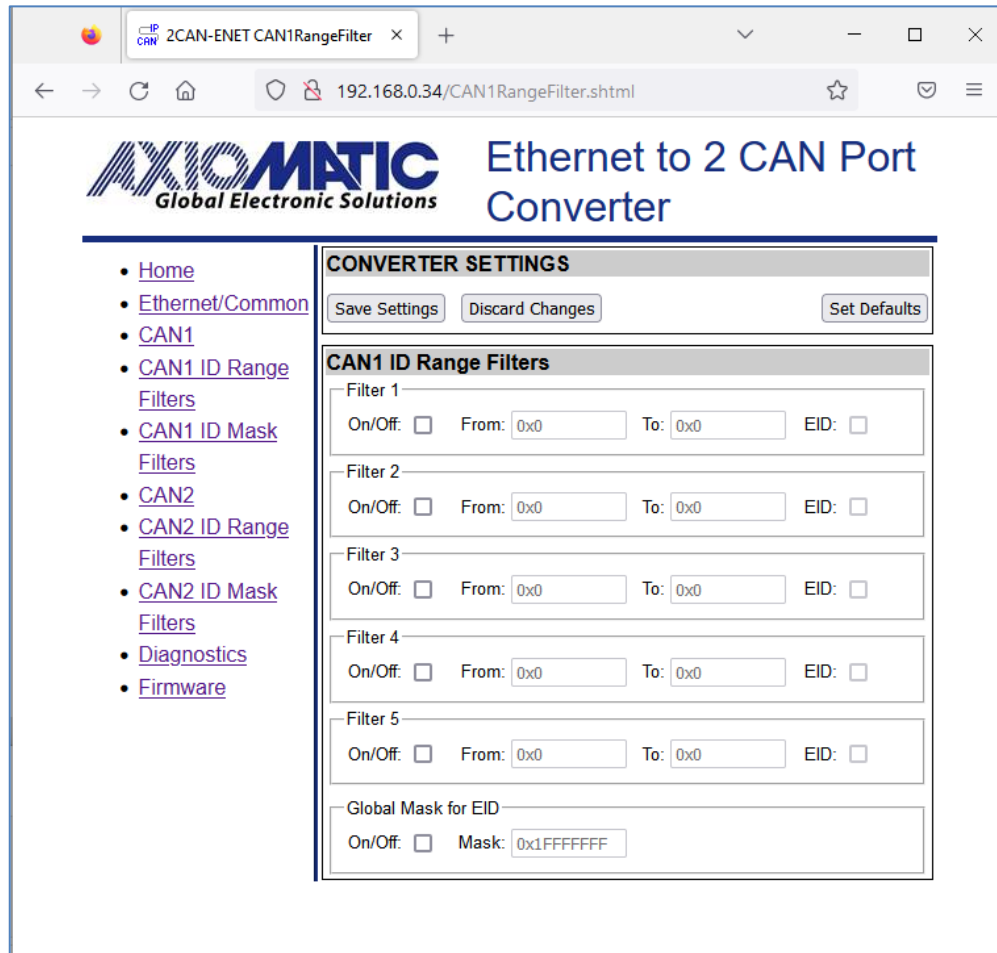 IP
CAN
2CAN-ENET CAN1RangeFilter
192.168.0.34/CAN1RangeFilter.shtml
AXIOMATIC
Global Electronic Solutions
Ethernet to 2 CAN Port
Converter
Home
Ethernet/Common
CAN1
CAN1 ID Range
Filters
CAN1 ID Mask
Filters
CAN2
CAN2 ID Range
Filters
CAN2 ID Mask
Filters
Diagnostics
Firmware
CONVERTER SETTINGS
Save Settings Discard Changes Set Defaults
CAN1 ID Range Filters
Filter 1
On/Off: From: 0x0 To: 0x0 EID:
Filter 2
On/Off: From: 0x0 To: 0x0 EID:
Filter 3
On/Off: From: 0x0 To: 0x0 EID:
Filter 4
On/Off: From: 0x0 To: 0x0 EID:
Filter 5
On/Off: From: 0x0 To: 0x0 EID:
Global Mask for EID
On/Off: Mask: 0x1FFFFFFF